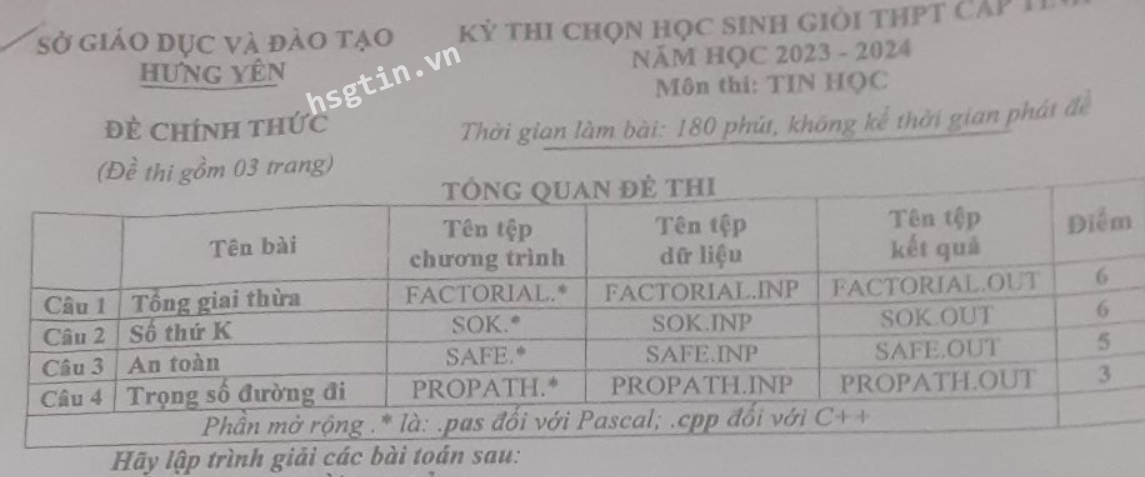 SỞ GIÁO DỤC VÀ ĐÀO TẠO
HƯNG YÊN
ĐỀ CHÍNH THỨC
(Đề thi gồm 03 trang)
hsgtin.vn
KỲ THI CHỌN HỌC SINH GIỎI THPT CẤP
NĂM HỌC 2023 - 2024
Môn thi: TIN HỌC
Thời gian làm bài: 180 phút, không kể thời gian phát đề
TỔNG QUAN ĐỀ THI
Tên bài Tên tệp chương trình Tên tệp dữ liệu Tên tệp kết quả Điểm
Câu 1 Tổng giai thừa FACTORIAL.* FACTORIAL.INP FACTORIAL.OUT 6
Câu 2 Số thứ K SOK.* SOK.INP SOK.OUT 6
Câu 3 An toàn SAFE.* SAFE.INP SAFE.OUT 5
Câu 4 Trọng số đường đi PROPATH.* PROPATH.INP PROPATH.OUT 3
Phần mở rộng .* là: .pas đối với Pascal; .cpp đối với C++
Hãy lập trình giải các bài toán sau: